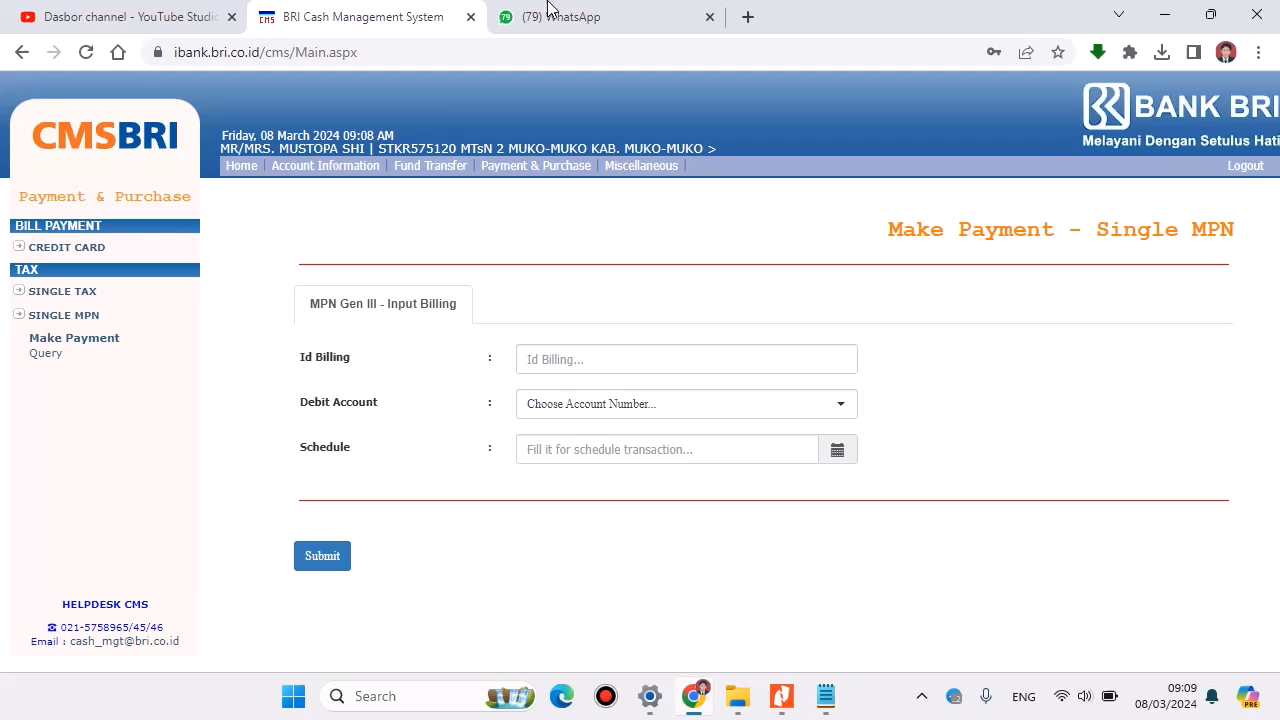 Dasbor channel - YouTube Studio
BRI Cash Management System
79
(79) WhatsApp
ibank.bri.co.id/cms/Main.aspx
CMSBRI
Friday, 08 March 2024 09:08 AM
MR/MRS. MUSTOPA SHI | STKR575120 MTsN 2 MUKO-MUKO KAB. MUKO-MUKO >
BANK BRI
Melayani Dengan Setulus Hati
Home
Account Information
Fund Transfer
Payment & Purchase
Miscellaneous
Logout
Payment & Purchase
BILL PAYMENT
CREDIT CARD
TAX
SINGLE TAX
SINGLE MPN
Make Payment
Query
Make Payment - Single MPN
MPN Gen III - Input Billing
Id Billing : Id Billing...
Debit Account : Choose Account Number...
Schedule : Fill it for schedule transaction...
Submit
HELPDESK CMS
021-5758965/45/46
Email : cash_mgt@bri.co.id
Search
ENG
09:09
08/03/2024
PRE